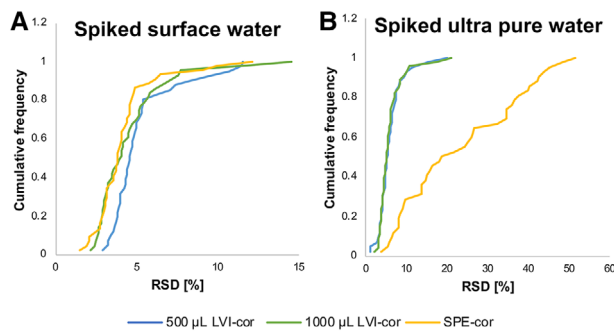 A Spiked surface water
1.2
1
0.8
0.6
0.4
0.2
0
Cumulative frequency
0 5 10 15
RSD [%]
B Spiked ultra pure water
1.2
1
0.8
0.6
0.4
0.2
0
Cumulative frequency
0 10 20 30 40 50 60
RSD [%]
500 µL LVI-cor 1000 µL LVI-cor SPE-cor